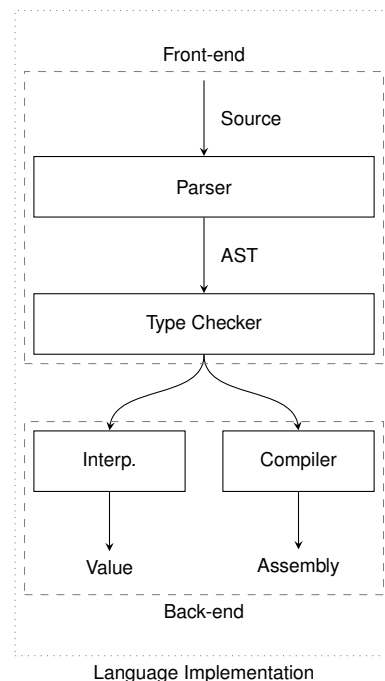 Front-end
Source
Parser
AST
Type Checker
Interp.
Compiler
Value
Assembly
Back-end
Language Implementation